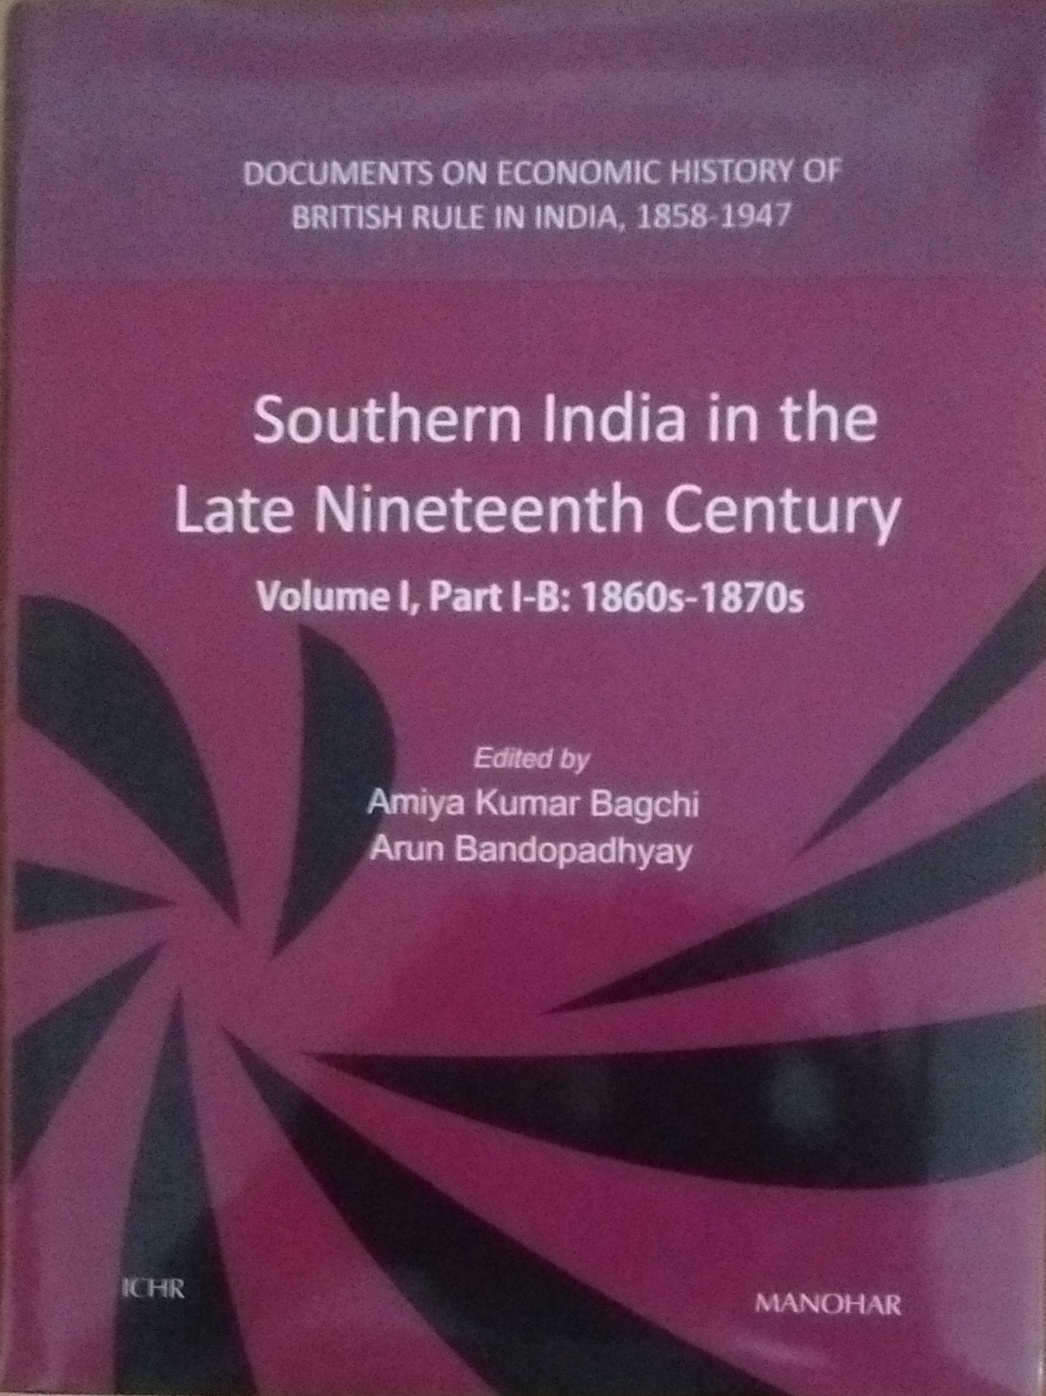 DOCUMENTS ON ECONOMIC HISTORY OF
BRITISH RULE IN INDIA, 1858-1947
Southern India in the
Late Nineteenth Century
Volume I, Part I-B: 1860s-1870s
Edited by
Amiya Kumar Bagchi
Arun Bandopadhyay
ICHR
MANOHAR